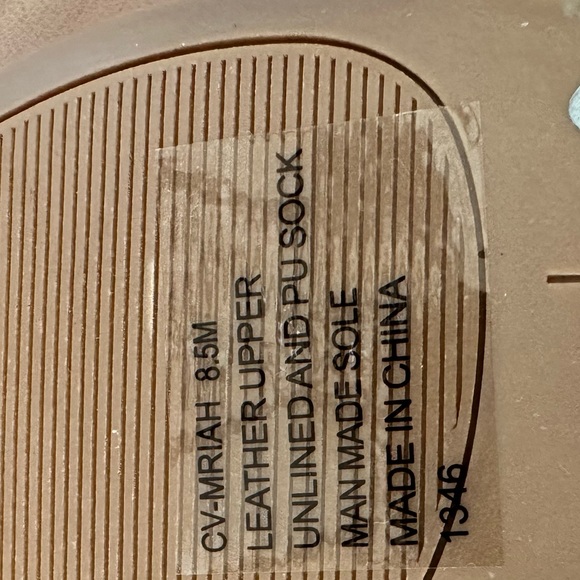 CV-MRIAH 8.5M
LEATHER UPPER
UNLINED AND PU SOCK
MAN MADE SOLE
MADE IN CHINA
1346